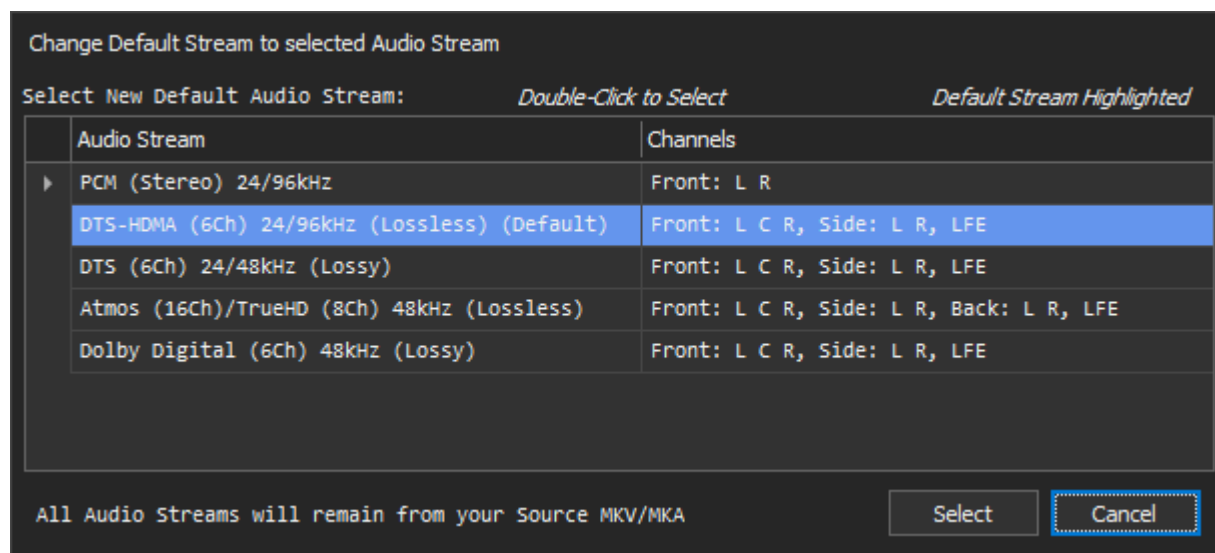 Change Default Stream to selected Audio Stream
Select New Default Audio Stream: Double-Click to Select Default Stream Highlighted
Audio Stream Channels
PCM (Stereo) 24/96kHz Front: L R
DTS-HDMA (6Ch) 24/96kHz (Lossless) (Default) Front: L C R, Side: L R, LFE
DTS (6Ch) 24/48kHz (Lossy) Front: L C R, Side: L R, LFE
Atmos (16Ch)/TrueHD (8Ch) 48kHz (Lossless) Front: L C R, Side: L R, Back: L R, LFE
Dolby Digital (6Ch) 48kHz (Lossy) Front: L C R, Side: L R, LFE
All Audio Streams will remain from your Source MKV/MKA Select Cancel